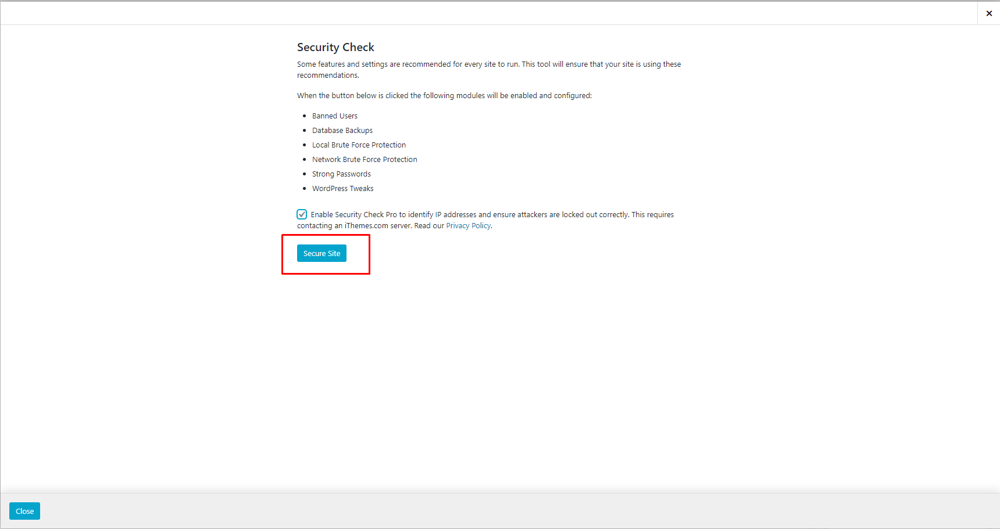 Security Check
Some features and settings are recommended for every site to run. This tool will ensure that your site is using these
recommendations.
When the button below is clicked the following modules will be enabled and configured:
Banned Users
Database Backups
Local Brute Force Protection
Network Brute Force Protection
Strong Passwords
WordPress Tweaks
Enable Security Check Pro to identify IP addresses and ensure attackers are locked out correctly. This requires
contacting an iThemes.com server. Read our Privacy Policy.
Secure Site
Close